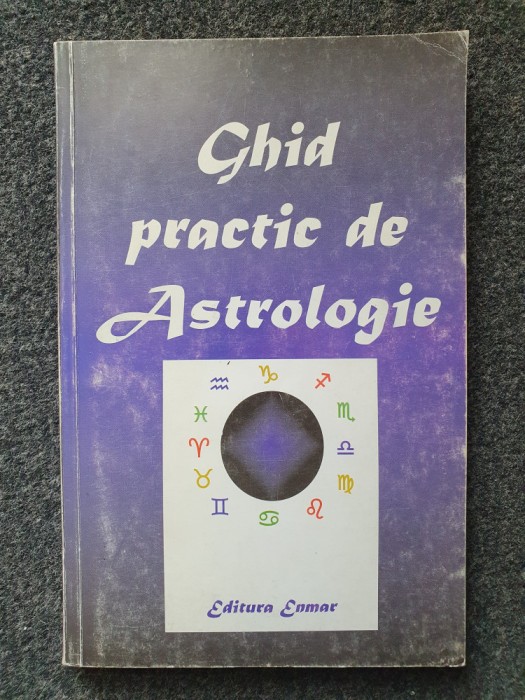 Ghid
practic de
Astrologie
♑
♒ ♐
♓ ♏
♈ ♎
♉ ♍
♊ ♌
♋
Editura Enmar